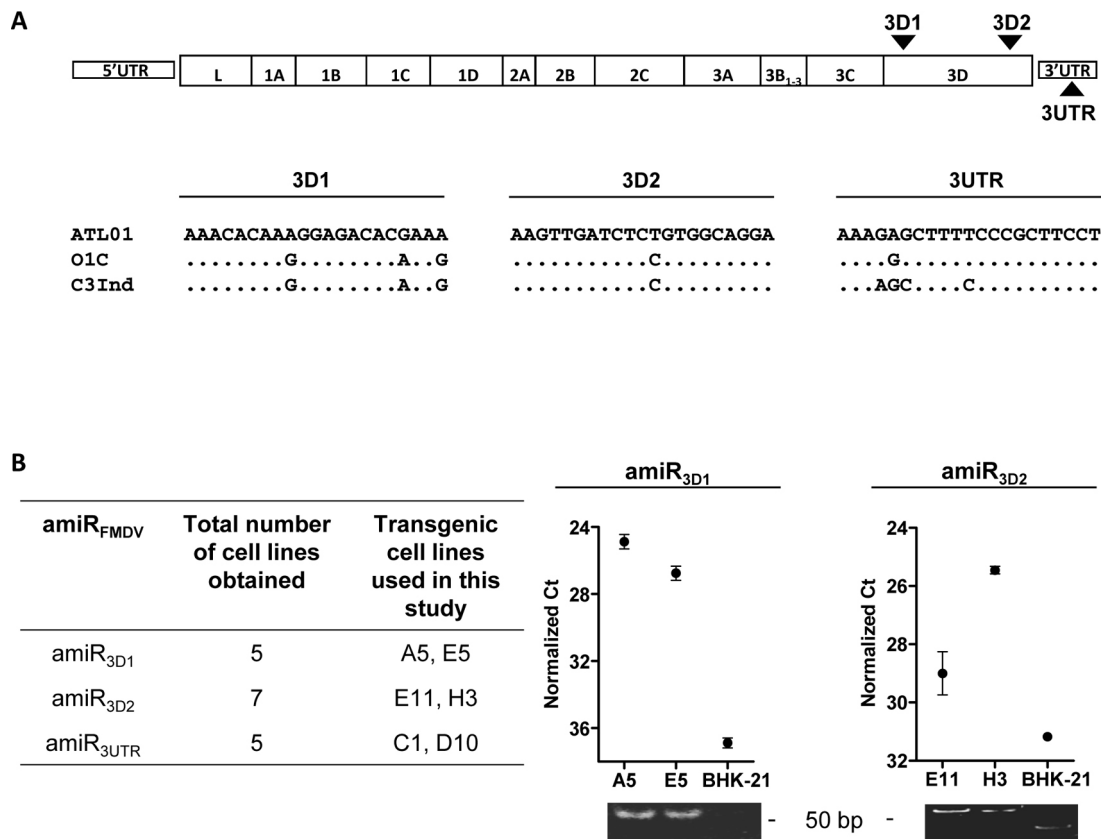 A
3D1 3D2
5'UTR L 1A 1B 1C 1D 2A 2B 2C 3A 3B1-3 3C 3D 3'UTR
3UTR
3D1 3D2 3UTR
ATL01 AAACACAAAGGAGACACGAAA AAGTTGATCTCTGTGGCAGGA AAAGAGCTTTTCCCGCTTCCT
O1C ........G........A..G ...........C......... ....G................
C3Ind ........G........A..G ...........C......... ...AGC....C..........
B
amiRFMDV Total number of cell lines obtained Transgenic cell lines used in this study
amiR3D1 5 A5, E5
amiR3D2 7 E11, H3
amiR3UTR 5 C1, D10
amiR3D1
Normalized Ct
24
28
32
36
A5 E5 BHK-21
amiR3D2
Normalized Ct
24
26
28
30
32
E11 H3 BHK-21
- 50 bp -